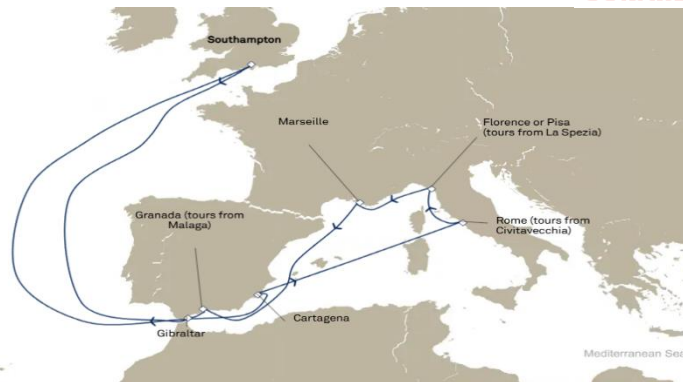 Southampton
Marseille
Florence or Pisa
(tours from La Spezia)
Granada (tours from
Malaga)
Rome (tours from
Civitavecchia)
Cartagena
Gibraltar
Mediterranean Sea